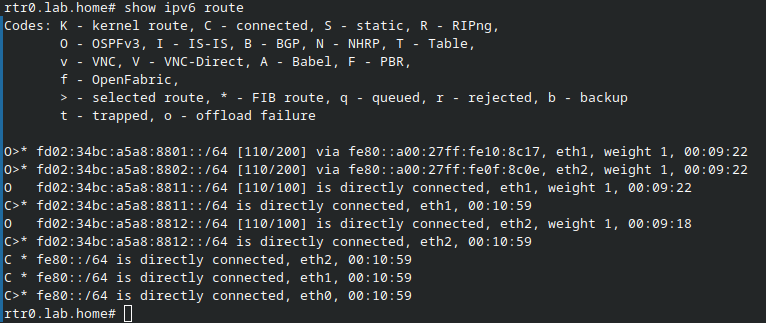 rtr0.lab.home# show ipv6 route
Codes: K - kernel route, C - connected, S - static, R - RIPng,
       O - OSPFv3, I - IS-IS, B - BGP, N - NHRP, T - Table,
       v - VNC, V - VNC-Direct, A - Babel, F - PBR,
       f - OpenFabric,
       > - selected route, * - FIB route, q - queued, r - rejected, b - backup
       t - trapped, o - offload failure

O>* fd02:34bc:a5a8:8801::/64 [110/200] via fe80::a00:27ff:fe10:8c17, eth1, weight 1, 00:09:22
O>* fd02:34bc:a5a8:8802::/64 [110/200] via fe80::a00:27ff:fe0f:8c0e, eth2, weight 1, 00:09:22
O   fd02:34bc:a5a8:8811::/64 [110/100] is directly connected, eth1, weight 1, 00:09:22
C>* fd02:34bc:a5a8:8811::/64 is directly connected, eth1, 00:10:59
O   fd02:34bc:a5a8:8812::/64 [110/100] is directly connected, eth2, weight 1, 00:09:18
C>* fd02:34bc:a5a8:8812::/64 is directly connected, eth2, 00:10:59
C * fe80::/64 is directly connected, eth2, 00:10:59
C * fe80::/64 is directly connected, eth1, 00:10:59
C>* fe80::/64 is directly connected, eth0, 00:10:59
rtr0.lab.home#